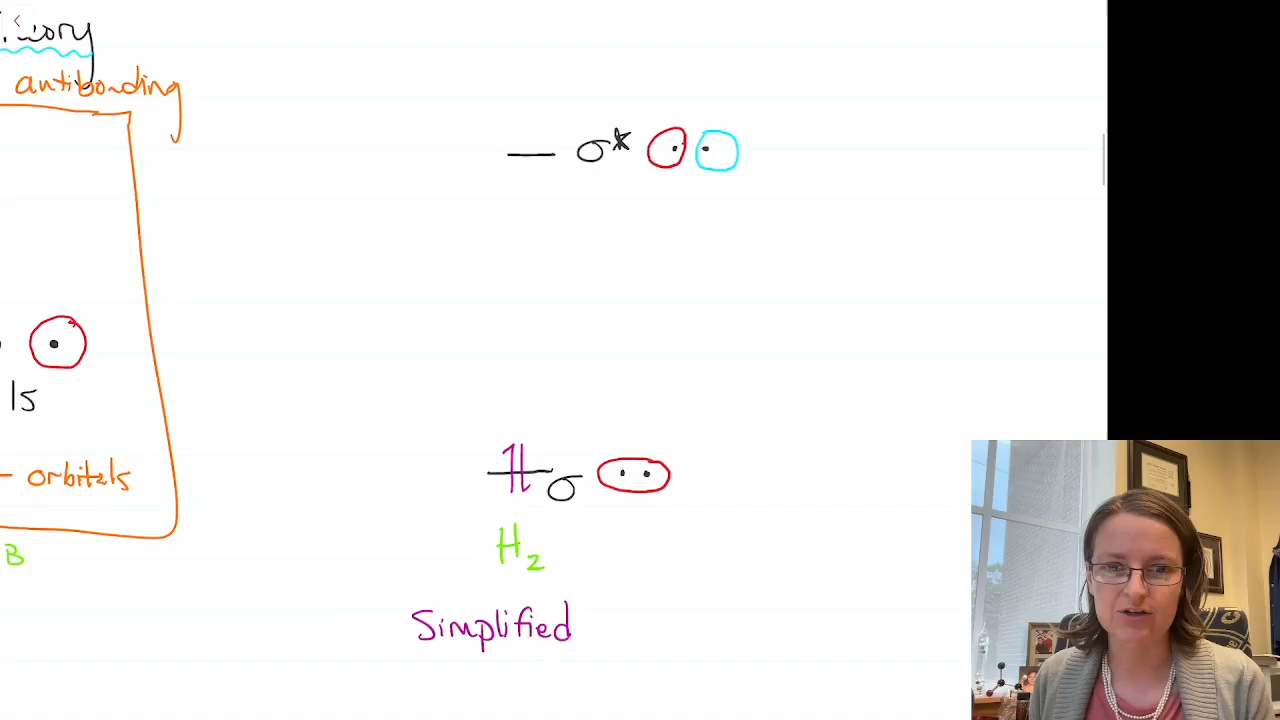 antibonding
σ*
1s
orbitals
σ
B
H₂
Simplified